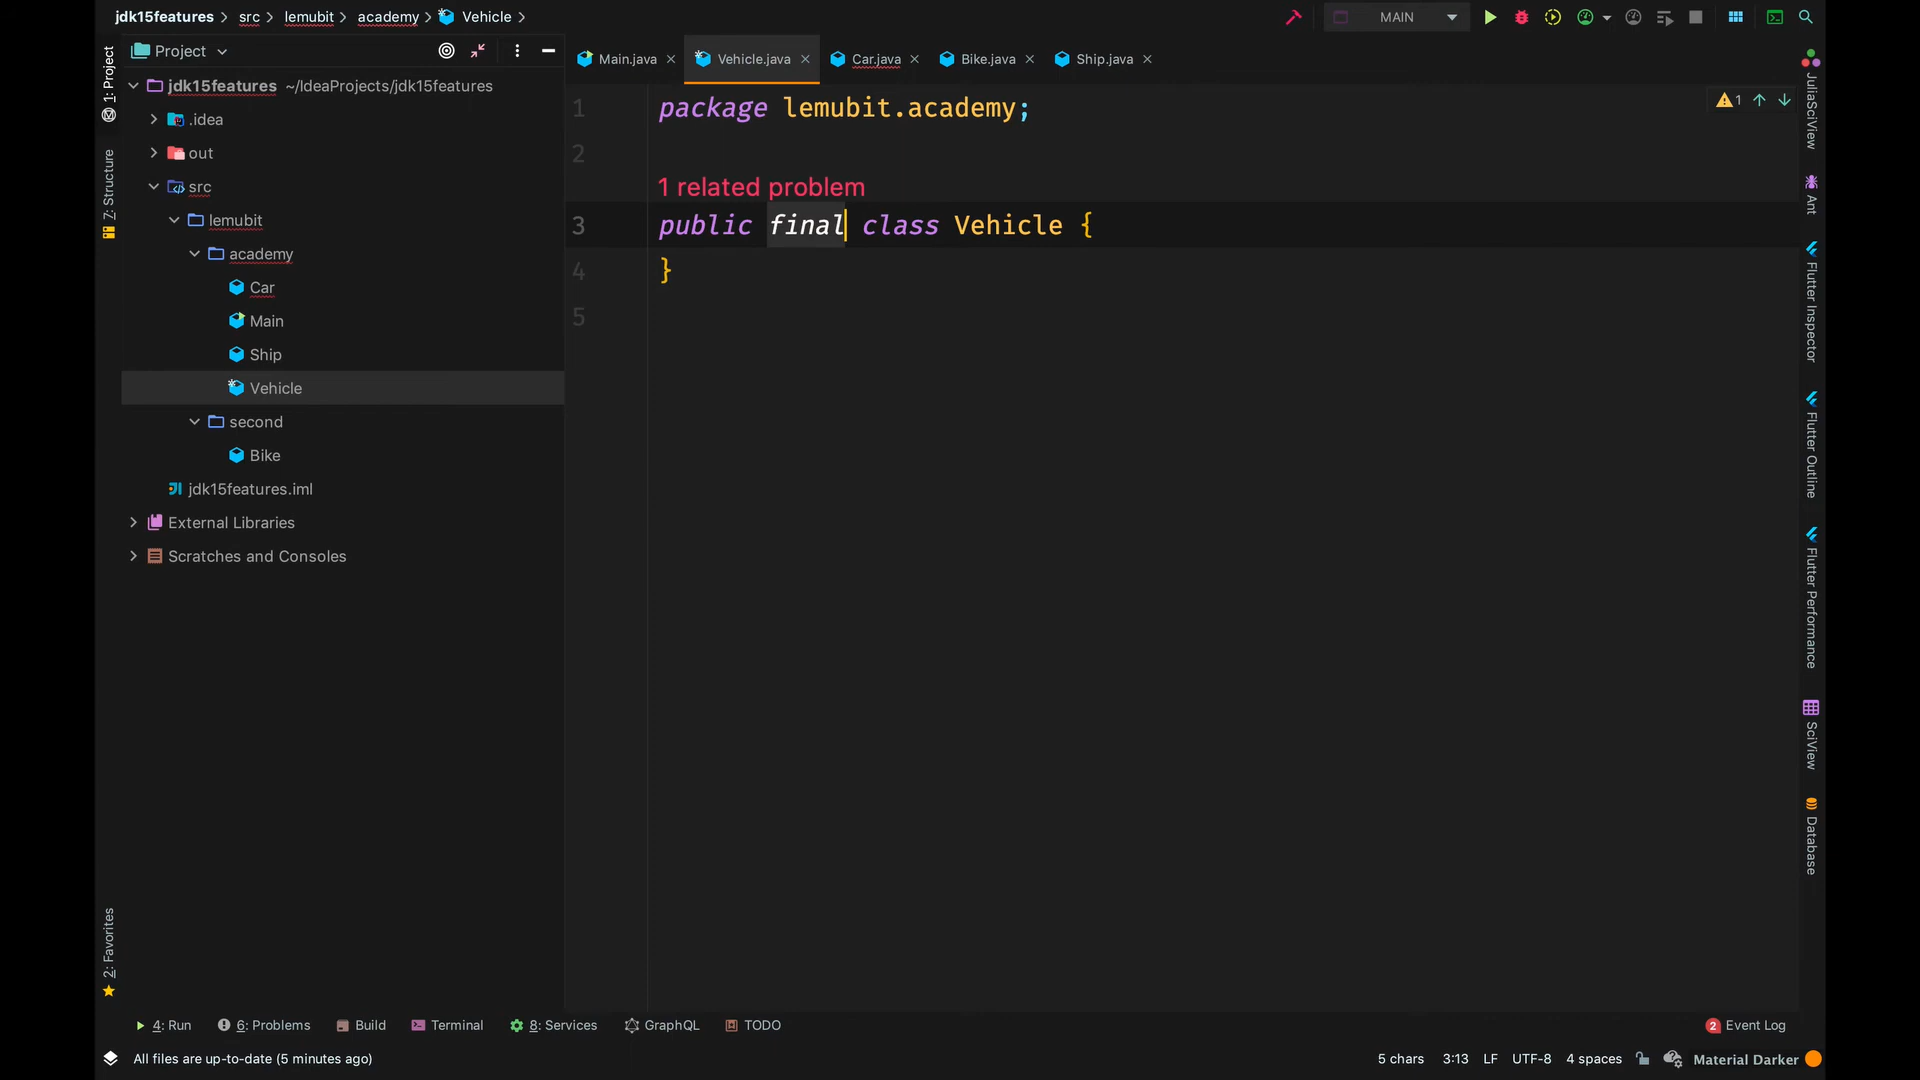 jdk15features > src > lemubit > academy > Vehicle >
MAIN
Project
Main.java
Vehicle.java
Car.java
Bike.java
Ship.java
1: Project
Z: Structure
2: Favorites
jdk15features ~/IdeaProjects/jdk15features
.idea
out
src
lemubit
academy
Car
Main
Ship
Vehicle
second
Bike
jdk15features.iml
External Libraries
Scratches and Consoles
1 package lemubit.academy;
2
1 related problem
3 public final class Vehicle {
4 }
5
1
JuliaSciView
Ant
Flutter Inspector
Flutter Outline
Flutter Performance
SciView
Database
4: Run
6: Problems
Build
Terminal
8: Services
GraphQL
TODO
2 Event Log
All files are up-to-date (5 minutes ago)
5 chars 3:13 LF UTF-8 4 spaces Material Darker